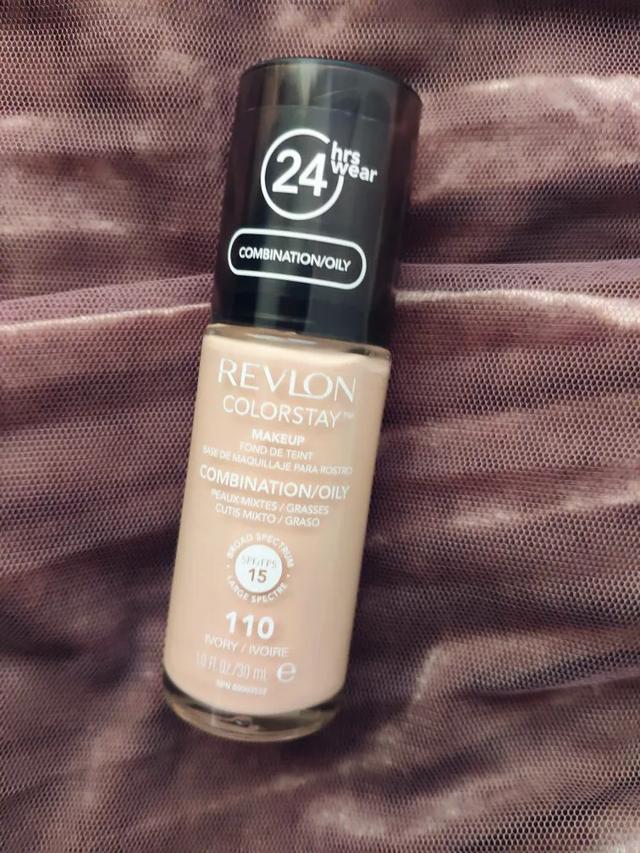 24 hrs wear
COMBINATION/OILY
REVLON
COLORSTAY™
MAKEUP
FOND DE TEINT
BASE DE MAQUILLAJE PARA ROSTRO
COMBINATION/OILY
PEAUX MIXTES / GRASSES
CUTIS MIXTO / GRASO
BROAD SPECTRUM
SPF/FPS
15
LARGE SPECTRE
110
IVORY / IVOIRE
1.0 Fl Oz /30 mL e